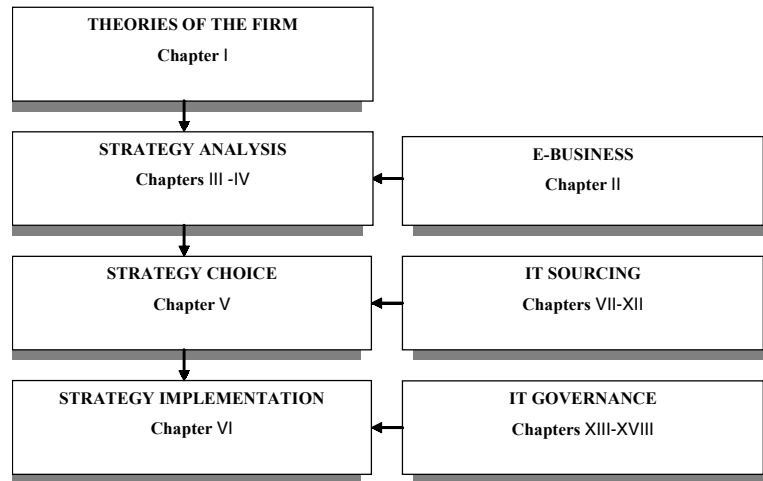 THEORIES OF THE FIRM
Chapter I
STRATEGY ANALYSIS
Chapters III -IV
E-BUSINESS
Chapter II
STRATEGY CHOICE
Chapter V
IT SOURCING
Chapters VII-XII
STRATEGY IMPLEMENTATION
Chapter VI
IT GOVERNANCE
Chapters XIII-XVIII